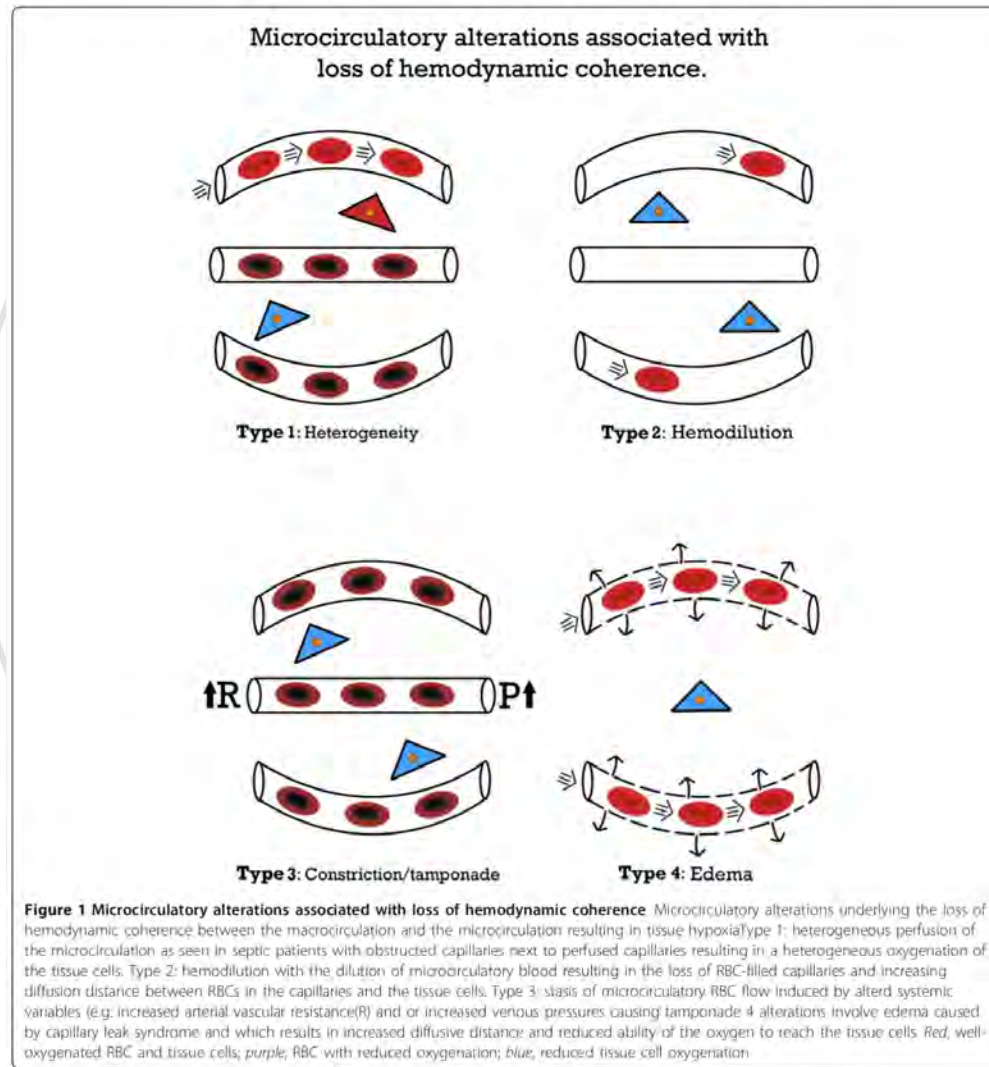 Microcirculatory alterations associated with
loss of hemodynamic coherence.
Type 1: Heterogeneity
Type 2: Hemodilution
↑R
P↑
Type 3: Constriction/tamponade
Type 4: Edema
Figure 1 Microcirculatory alterations associated with loss of hemodynamic coherence Microcirculatory alterations underlying the loss of
hemodynamic coherence between the macrocirculation and the microcirculation resulting in tissue hypoxiaType 1: heterogeneous perfusion of
the microcirculation as seen in septic patients with obstructed capillaries next to perfused capillaries resulting in a heterogeneous oxygenation of
the tissue cells. Type 2: hemodilution with the dilution of microcirculatory blood resulting in the loss of RBC-filled capillaries and increasing
diffusion distance between RBCs in the capillaries and the tissue cells. Type 3: stasis of microcirculatory RBC flow induced by alterd systemic
variables (e.g. increased arterial vascular resistance(R) and or increased venous pressures causing tamponade 4 alterations involve edema caused
by capillary leak syndrome and which results in increased diffusive distance and reduced ability of the oxygen to reach the tissue cells Red, well-
oxygenated RBC and tissue cells; purple, RBC with reduced oxygenation; blue, reduced tissue cell oxygenation